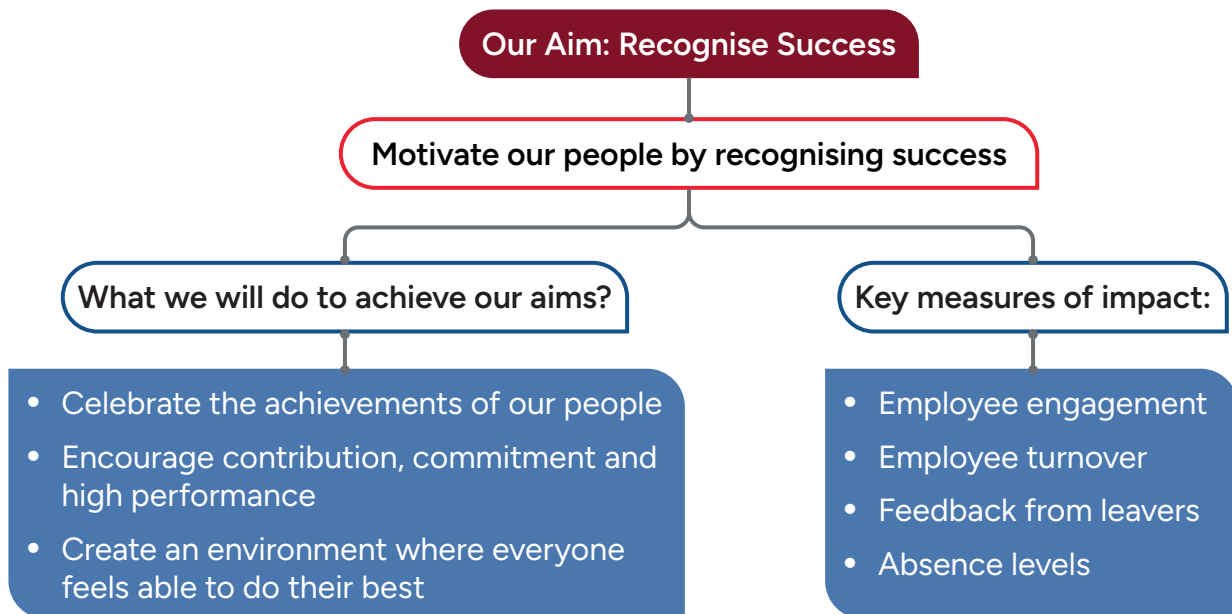 Our Aim: Recognise Success
Motivate our people by recognising success
What we will do to achieve our aims?
• Celebrate the achievements of our people
• Encourage contribution, commitment and
high performance
• Create an environment where everyone
feels able to do their best
Key measures of impact:
• Employee engagement
• Employee turnover
• Feedback from leavers
• Absence levels